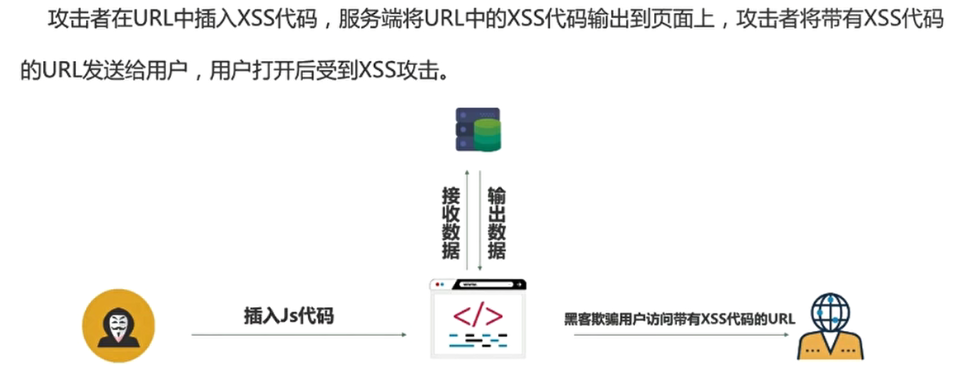 攻击者在URL中插入XSS代码，服务端将URL中的XSS代码输出到页面上，攻击者将带有XSS代码
的URL发送给用户，用户打开后受到XSS攻击。
接收数据
输出数据
插入Js代码
黑客欺骗用户访问带有XSS代码的URL